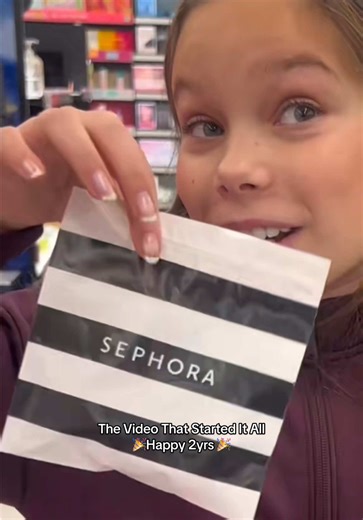 SEPHORA
The Video That Started It All
🎉Happy 2yrs🎉